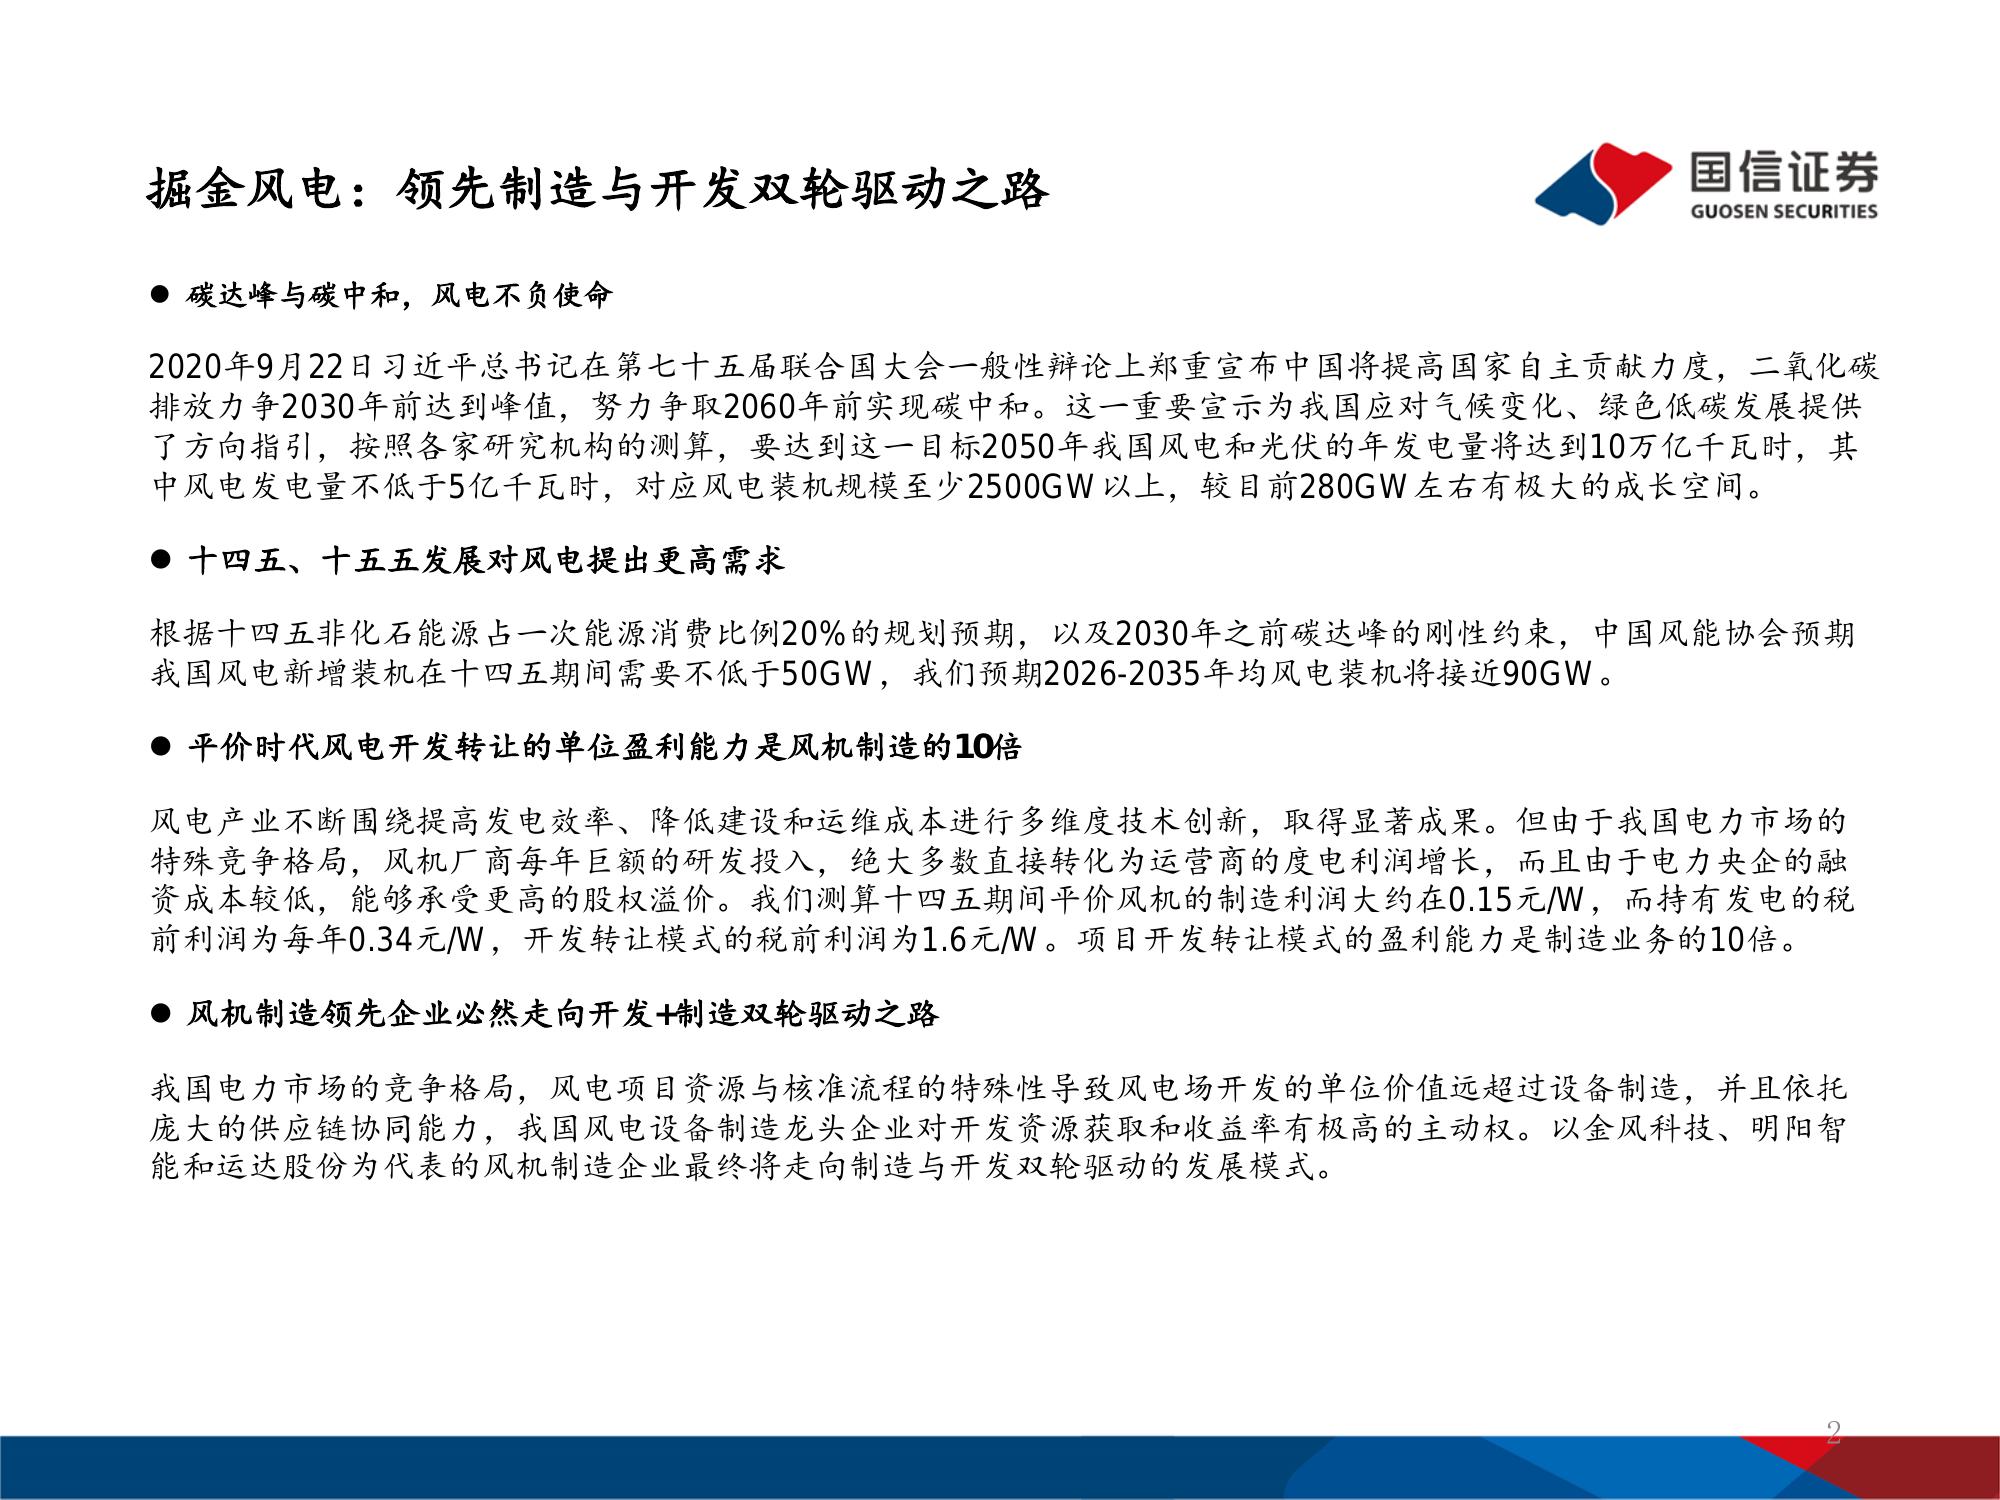 掘金风电：领先制造与开发双轮驱动之路
国信证券
GUOSEN SECURITIES
● 碳达峰与碳中和，风电不负使命
2020年9月22日习近平总书记在第七十五届联合国大会一般性辩论上郑重宣布中国将提高国家自主贡献力度，二氧化碳
排放力争2030年前达到峰值，努力争取2060年前实现碳中和。这一重要宣示为我国应对气候变化、绿色低碳发展提供
了方向指引，按照各家研究机构的测算，要达到这一目标2050年我国风电和光伏的年发电量将达到10万亿千瓦时，其
中风电发电量不低于5亿千瓦时，对应风电装机规模至少2500GW以上，较目前280GW左右有极大的成长空间。
● 十四五、十五五发展对风电提出更高需求
根据十四五非化石能源占一次能源消费比例20%的规划预期，以及2030年之前碳达峰的刚性约束，中国风能协会预期
我国风电新增装机在十四五期间需要不低于50GW，我们预期2026-2035年均风电装机将接近90GW。
● 平价时代风电开发转让的单位盈利能力是风机制造的10倍
风电产业不断围绕提高发电效率、降低建设和运维成本进行多维度技术创新，取得显著成果。但由于我国电力市场的
特殊竞争格局，风机厂商每年巨额的研发投入，绝大多数直接转化为运营商的度电利润增长，而且由于电力央企的融
资成本较低，能够承受更高的股权溢价。我们测算十四五期间平价风机的制造利润大约在0.15元/W，而持有发电的税
前利润为每年0.34元/W，开发转让模式的税前利润为1.6元/W。项目开发转让模式的盈利能力是制造业务的10倍。
● 风机制造领先企业必然走向开发+制造双轮驱动之路
我国电力市场的竞争格局，风电项目资源与核准流程的特殊性导致风电场开发的单位价值远超过设备制造，并且依托
庞大的供应链协同能力，我国风电设备制造龙头企业对开发资源获取和收益率有极高的主动权。以金风科技、明阳智
能和运达股份为代表的风机制造企业最终将走向制造与开发双轮驱动的发展模式。
2